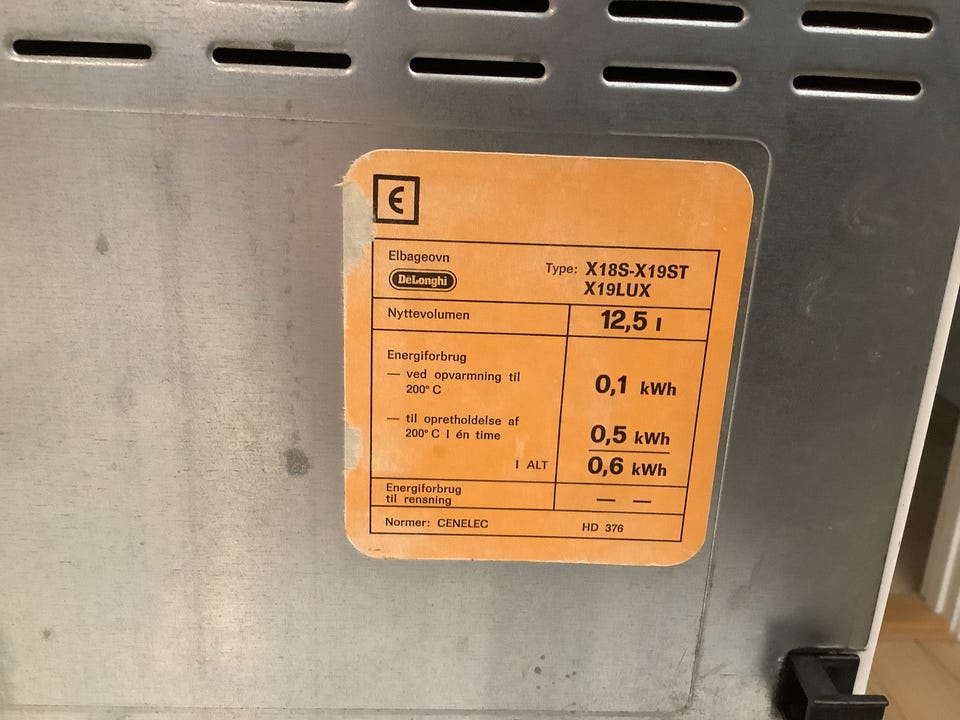 Є
Elbageovn
DeLonghi
Type: X18S-X19ST
X19LUX
Nyttevolumen 12,5 l
Energiforbrug
— ved opvarmning til
200° C 0,1 kWh
— til opretholdelse af
200° C I én time 0,5 kWh
I ALT 0,6 kWh
Energiforbrug
til rensning — —
Normer: CENELEC HD 376